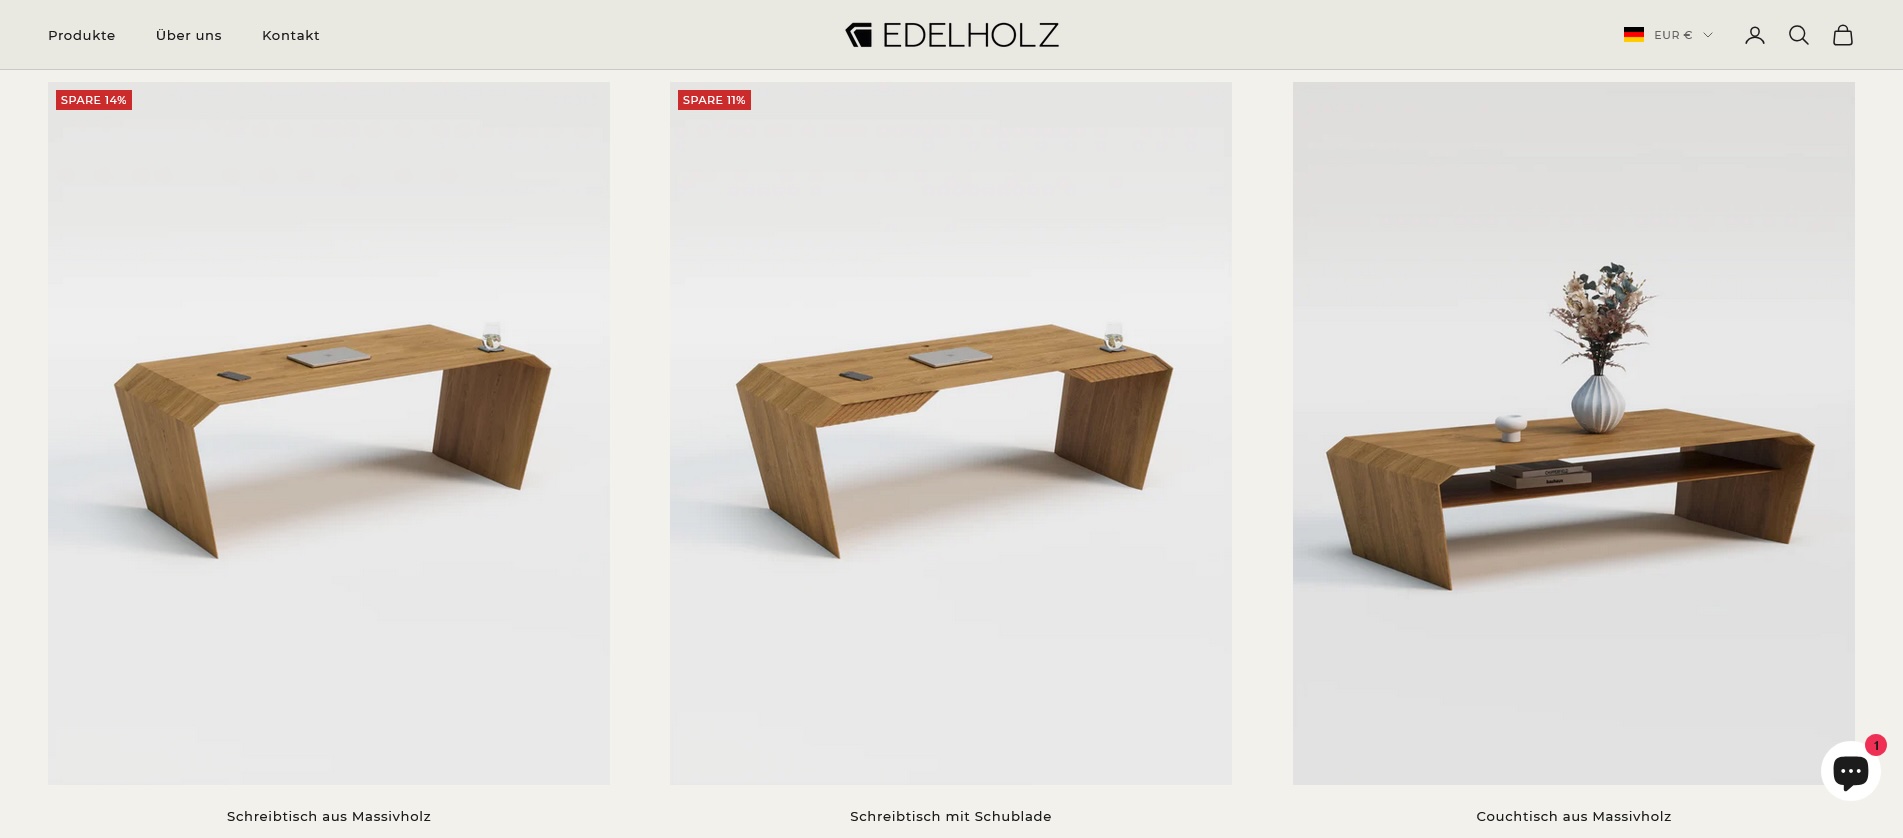 Produkte Über uns Kontakt EDELHOLZ EUR €
SPARE 14% SPARE 11%
1
Schreibtisch aus Massivholz Schreibtisch mit Schublade Couchtisch aus Massivholz